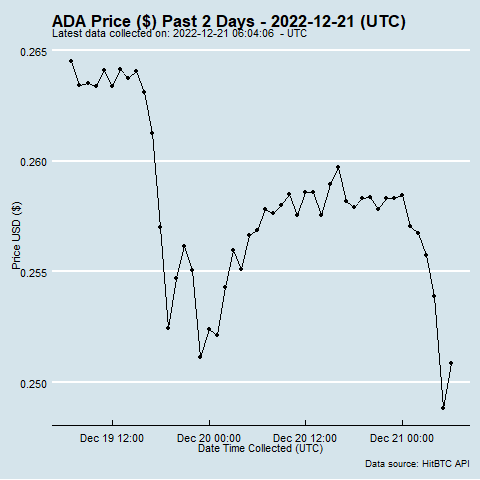 ADA Price ($) Past 2 Days - 2022-12-21 (UTC)
Latest data collected on: 2022-12-21 06:04:06 - UTC
0.265
0.260
0.255
0.250
Price USD ($)
Dec 19 12:00 Dec 20 00:00 Dec 20 12:00 Dec 21 00:00
Date Time Collected (UTC)
Data source: HitBTC API